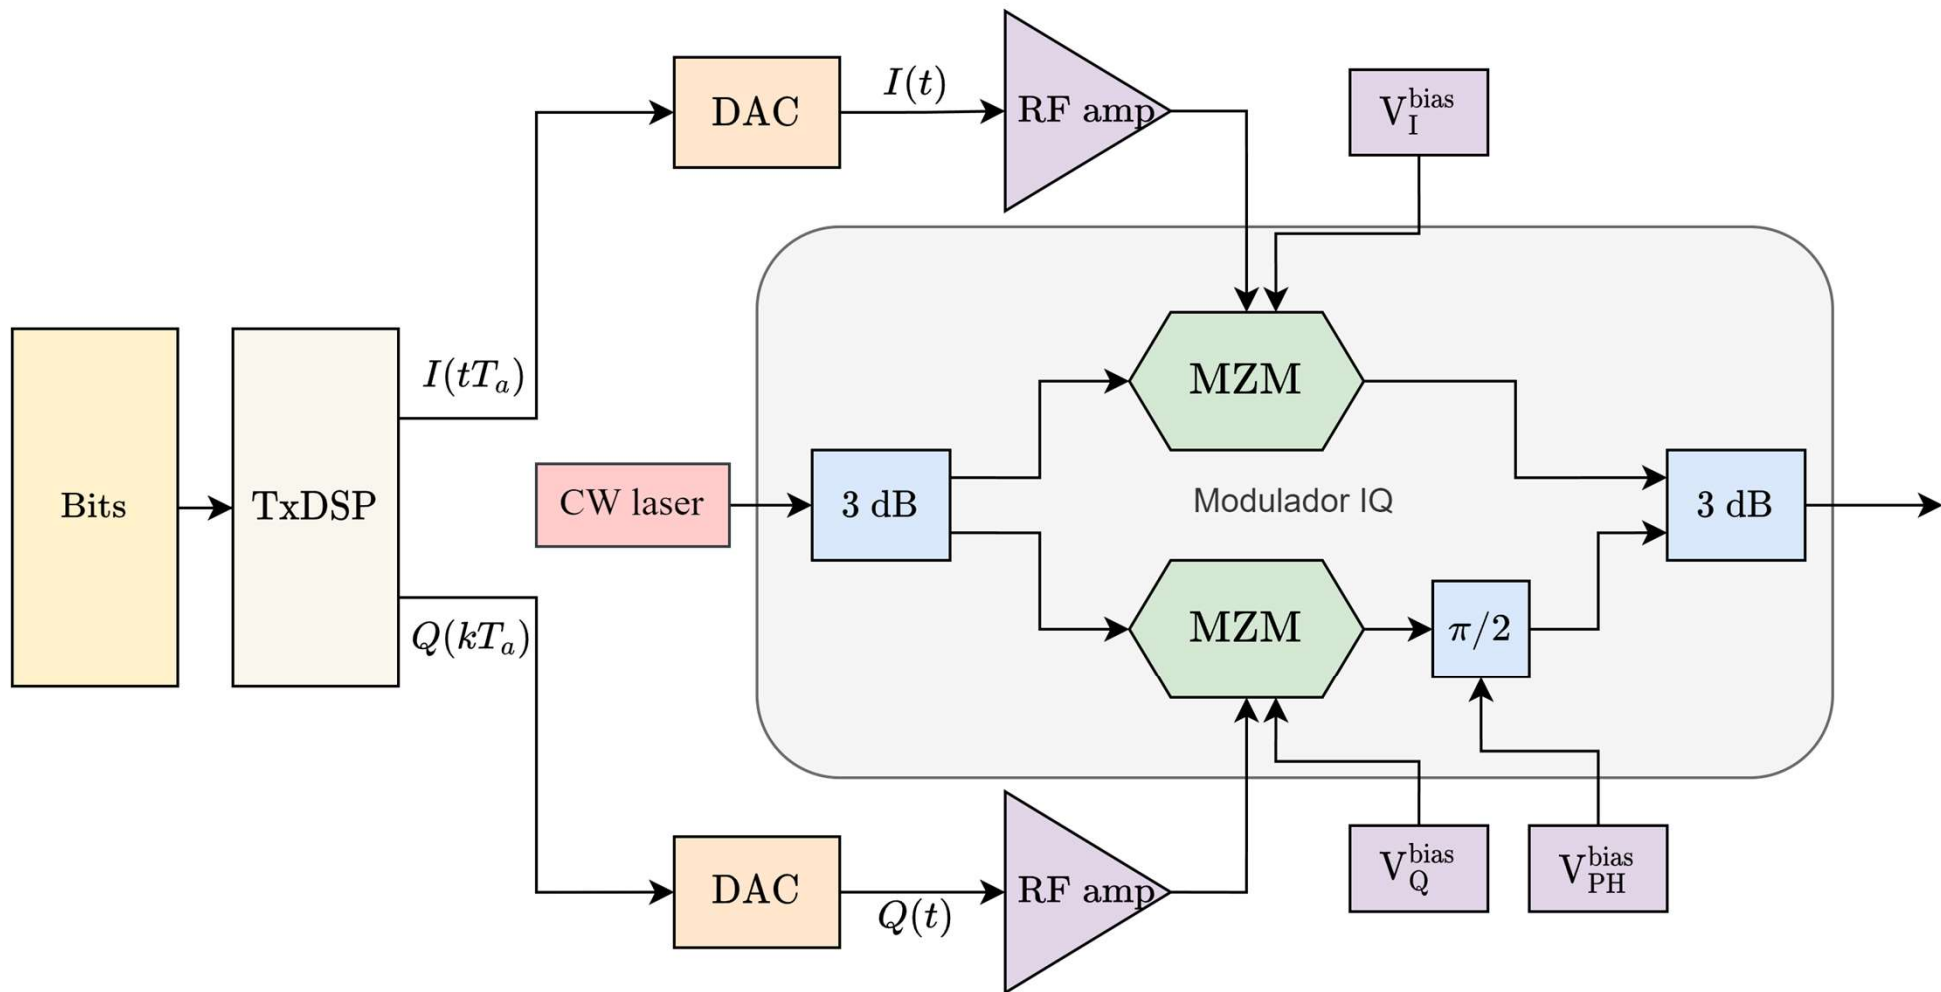 DAC
I(t)
RF amp
V_I^bias
I(tT_a)
MZM
Bits
TxDSP
CW laser
3 dB
Modulador IQ
3 dB
MZM
π/2
Q(kT_a)
DAC
Q(t)
RF amp
V_Q^bias
V_PH^bias